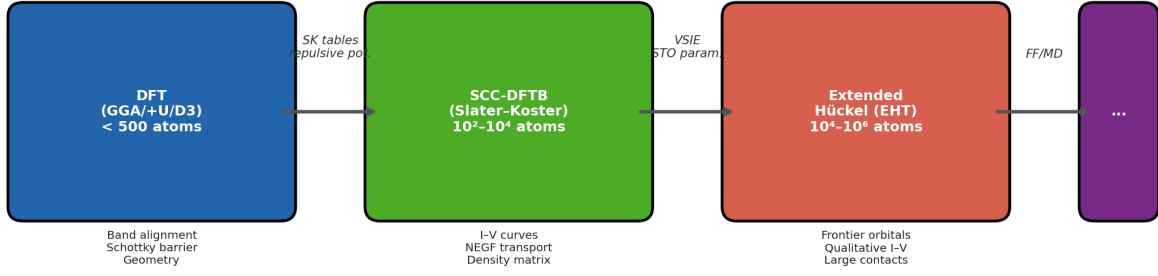 SK tables
repulsive pot.
VSIE
STO param.
FF/MD
DFT
(GGA/+U/D3)
< 500 atoms
SCC-DFTB
(Slater–Koster)
10²–10⁴ atoms
Extended
Hückel (EHT)
10⁴–10⁶ atoms
...
Band alignment
Schottky barrier
Geometry
I–V curves
NEGF transport
Density matrix
Frontier orbitals
Qualitative I–V
Large contacts